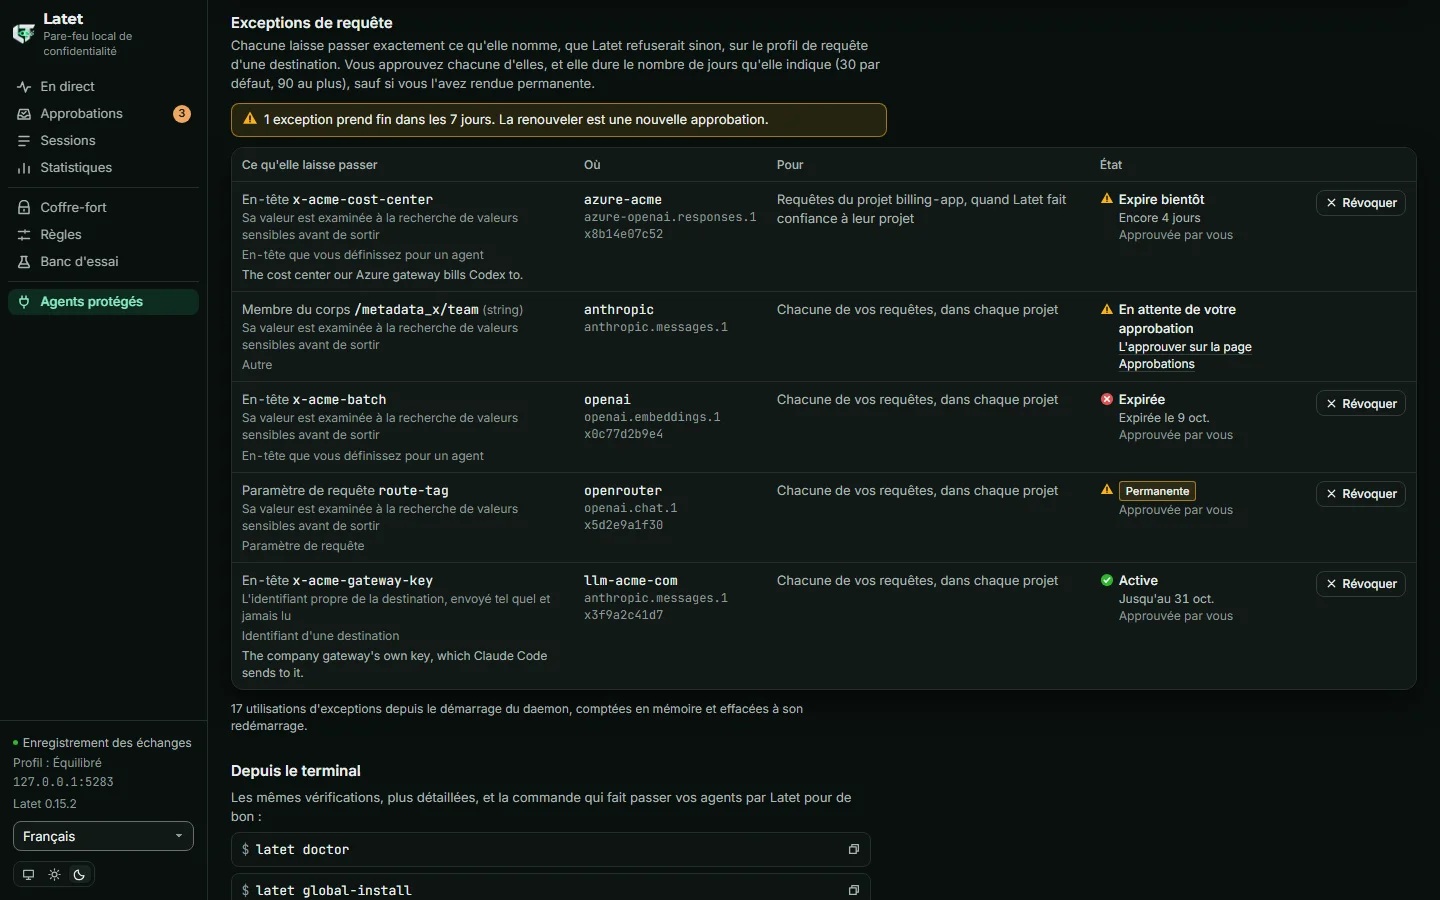 Latet
Pare-feu local de
confidentialité
En direct
Approbations
3
Sessions
Statistiques
Coffre-fort
Règles
Banc d'essai
Agents protégés
Enregistrement des échanges
Profil : Équilibré
127.0.0.1:5283
Latet 0.15.2
Français
Exceptions de requête
Chacune laisse passer exactement ce qu'elle nomme, que Latet refuserait sinon, sur le profil de requête
d'une destination. Vous approuvez chacune d'elles, et elle dure le nombre de jours qu'elle indique (30 par
défaut, 90 au plus), sauf si vous l'avez rendue permanente.
1 exception prend fin dans les 7 jours. La renouveler est une nouvelle approbation.
Ce qu'elle laisse passer
Où
Pour
État
En-tête x-acme-cost-center
Sa valeur est examinée à la recherche de valeurs
sensibles avant de sortir
En-tête que vous définissez pour un agent
The cost center our Azure gateway bills Codex to.
azure-acme
azure-openai.responses.1
x8b14e07c52
Requêtes du projet billing-app, quand Latet fait
confiance à leur projet
Expire bientôt
Encore 4 jours
Approuvée par vous
Révoquer
Membre du corps /metadata_x/team (string)
Sa valeur est examinée à la recherche de valeurs
sensibles avant de sortir
Autre
anthropic
anthropic.messages.1
Chacune de vos requêtes, dans chaque projet
En attente de votre
approbation
L'approuver sur la page
Approbations
En-tête x-acme-batch
Sa valeur est examinée à la recherche de valeurs
sensibles avant de sortir
En-tête que vous définissez pour un agent
openai
openai.embeddings.1
x0c77d2b9e4
Chacune de vos requêtes, dans chaque projet
Expirée
Expirée le 9 oct.
Approuvée par vous
Révoquer
Paramètre de requête route-tag
Sa valeur est examinée à la recherche de valeurs
sensibles avant de sortir
Paramètre de requête
openrouter
openai.chat.1
x5d2e9a1f30
Chacune de vos requêtes, dans chaque projet
Permanente
Approuvée par vous
Révoquer
En-tête x-acme-gateway-key
L'identifiant propre de la destination, envoyé tel quel et
jamais lu
Identifiant d'une destination
The company gateway's own key, which Claude Code
sends to it.
llm-acme-com
anthropic.messages.1
x3f9a2c41d7
Chacune de vos requêtes, dans chaque projet
Active
Jusqu'au 31 oct.
Approuvée par vous
Révoquer
17 utilisations d'exceptions depuis le démarrage du daemon, comptées en mémoire et effacées à son
redémarrage.
Depuis le terminal
Les mêmes vérifications, plus détaillées, et la commande qui fait passer vos agents par Latet pour de
bon :
$ latet doctor
$ latet global-install